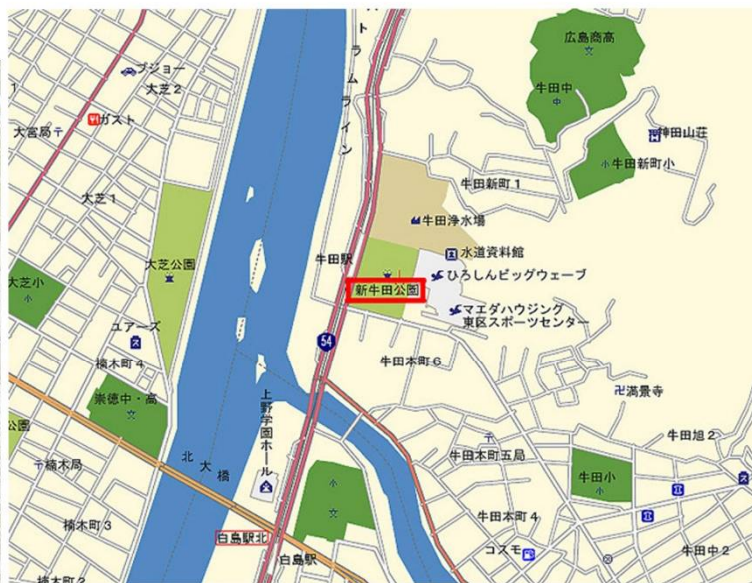 トラムライン
広島商高
プジョー
大芝2
牛田中
ガスト
大宮局
神田山荘
牛田新町小
大芝1
牛田新町1
牛田浄水場
牛田駅
水道資料館
大芝公園
ひろしんビッグウェーブ
大芝小
新牛田公園
マエダハウジング
東区スポーツセンター
ユアーズ
54
楠木町4
牛田本町6
崇徳中・高
上野学園ホール
満景寺
公園
牛田旭2
北大橋
牛田本町五局
楠木局
牛田小
楠木町3
牛田本町4
白島駅北
白島駅
コスモ
牛田中2
楠木町2